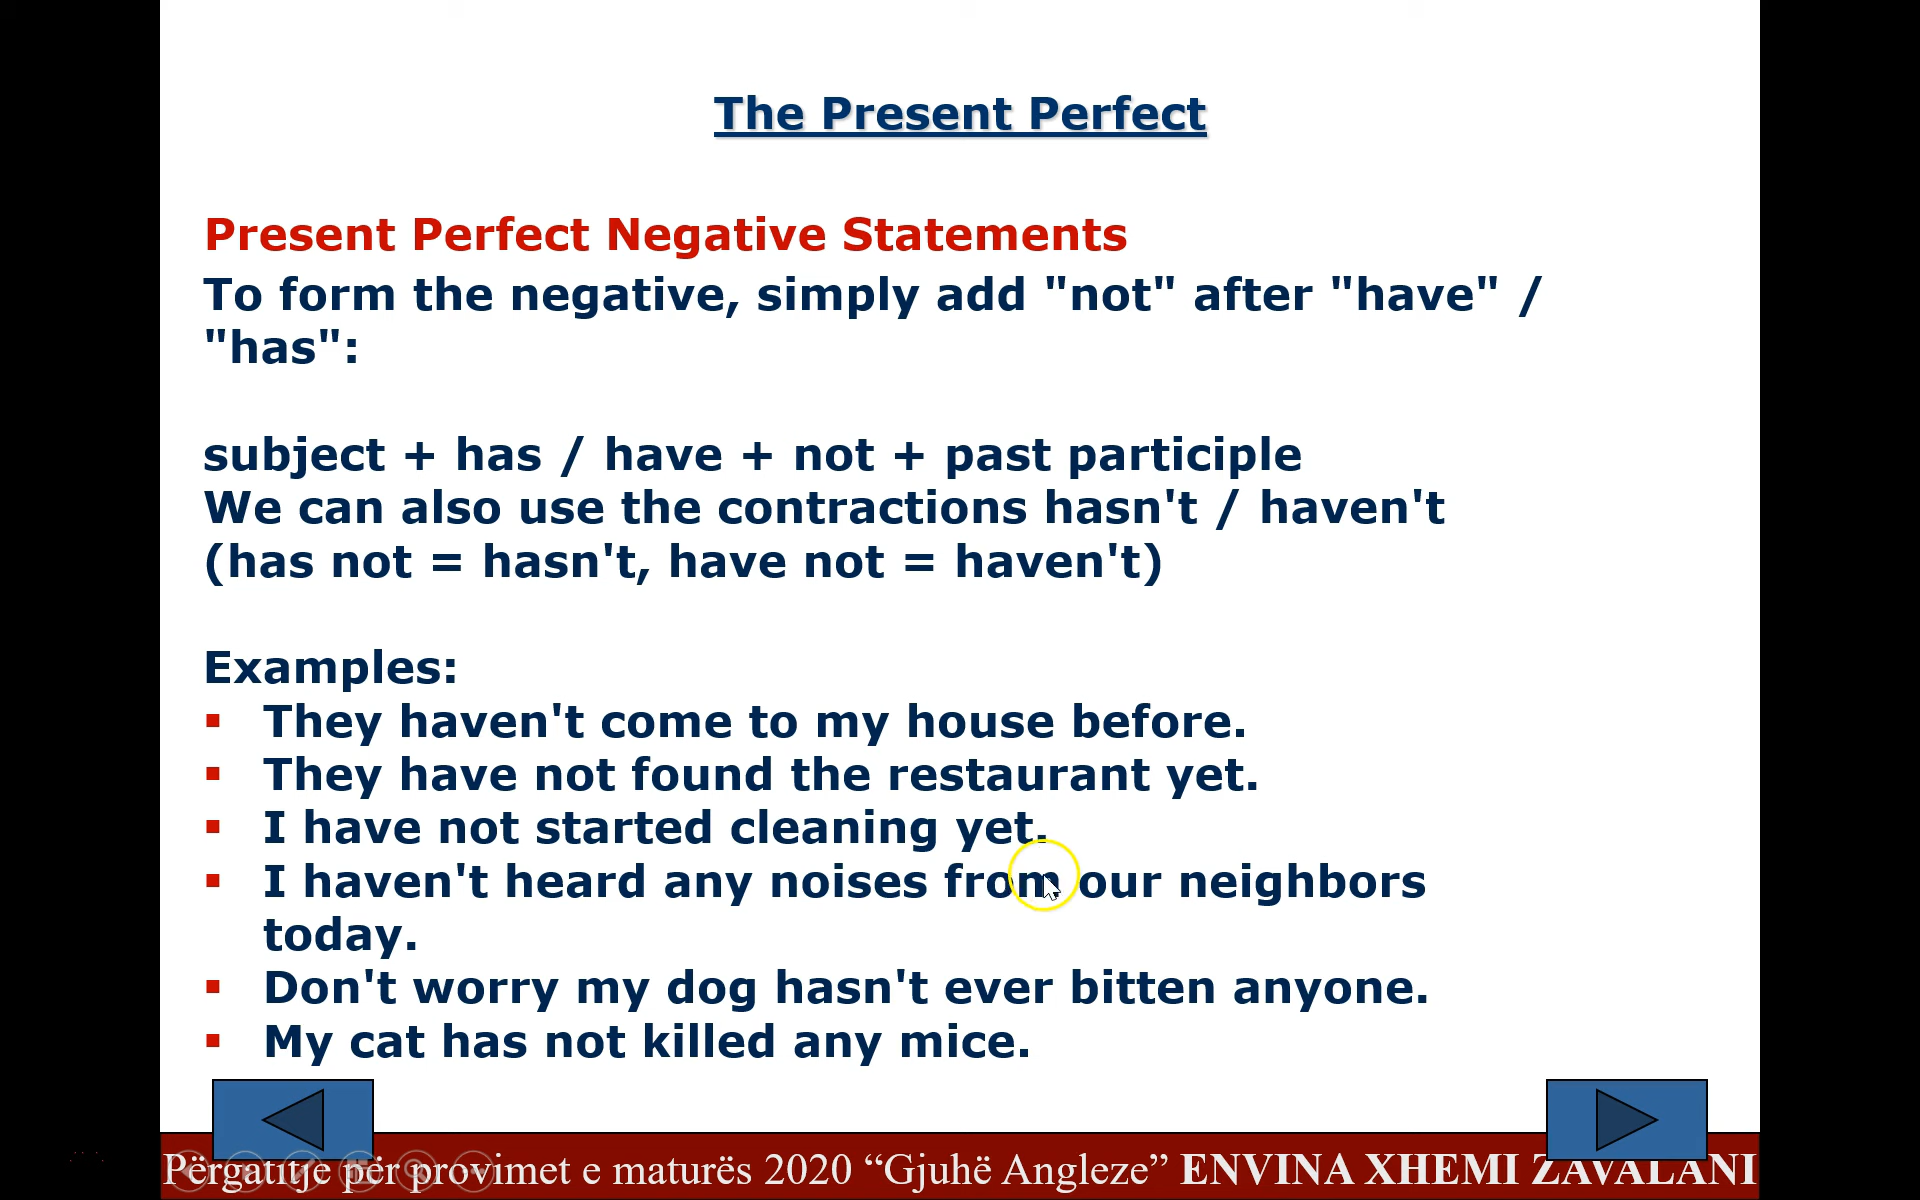 The Present Perfect
Present Perfect Negative Statements
To form the negative, simply add "not" after "have" /
"has":
subject + has / have + not + past participle
We can also use the contractions hasn't / haven't
(has not = hasn't, have not = haven't)
Examples:
▪ They haven't come to my house before.
▪ They have not found the restaurant yet.
▪ I have not started cleaning yet.
▪ I haven't heard any noises from our neighbors
today.
▪ Don't worry my dog hasn't ever bitten anyone.
▪ My cat has not killed any mice.
Përgatitje për provimet e maturës 2020 “Gjuhë Angleze” ENVINA XHEMI ZAVALANI